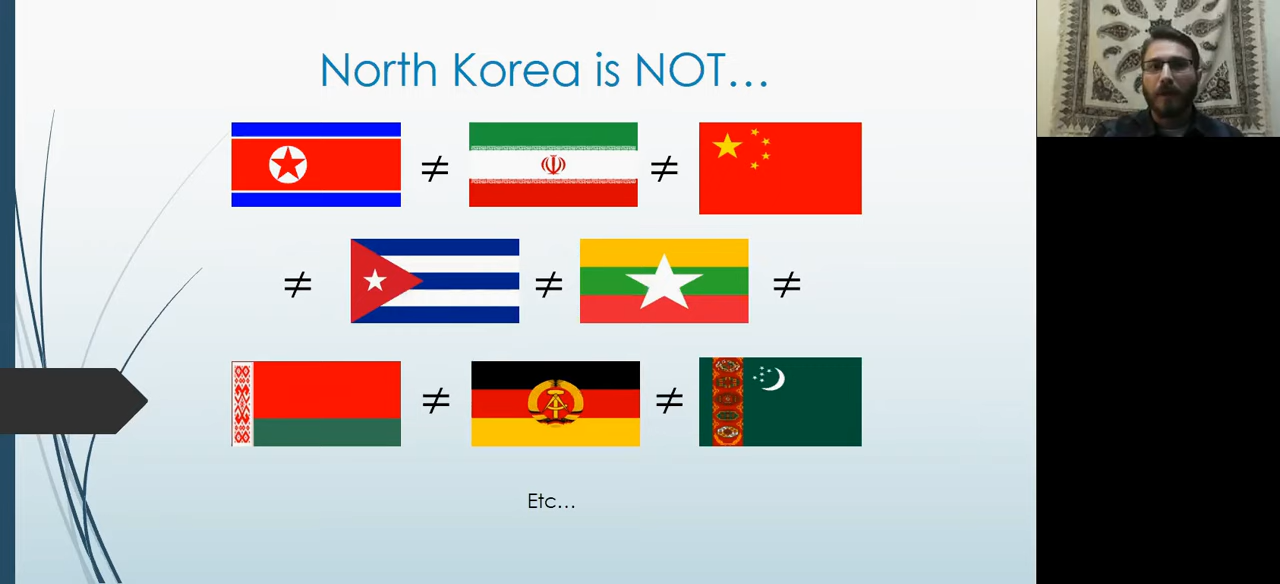 North Korea is NOT...
≠ ≠
≠ ≠ ≠
≠ ≠
Etc...